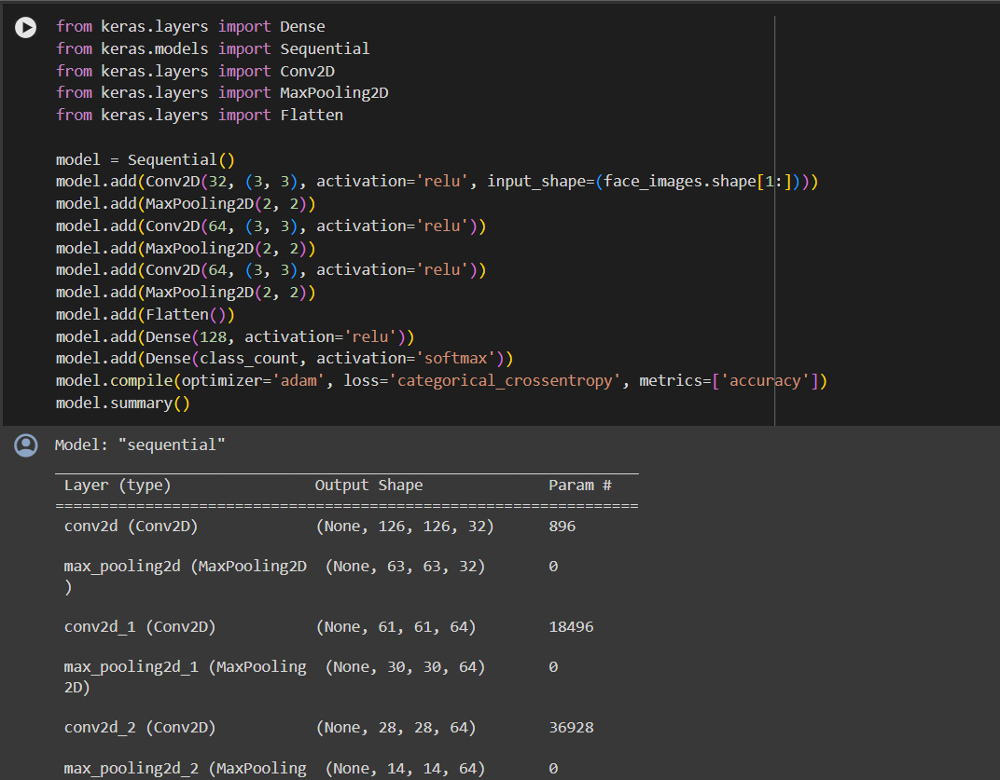 from keras.layers import Dense
from keras.models import Sequential
from keras.layers import Conv2D
from keras.layers import MaxPooling2D
from keras.layers import Flatten
model = Sequential()
model.add(Conv2D(32, (3, 3), activation='relu', input_shape=(face_images.shape[1:])))
model.add(MaxPooling2D(2, 2))
model.add(Conv2D(64, (3, 3), activation='relu'))
model.add(MaxPooling2D(2, 2))
model.add(Conv2D(64, (3, 3), activation='relu'))
model.add(MaxPooling2D(2, 2))
model.add(Flatten())
model.add(Dense(128, activation='relu'))
model.add(Dense(class_count, activation='softmax'))
model.compile(optimizer='adam', loss='categorical_crossentropy', metrics=['accuracy'])
model.summary()
Model: "sequential"
_________________________________________________________________
Layer (type) Output Shape Param #
=================================================================
conv2d (Conv2D) (None, 126, 126, 32) 896
max_pooling2d (MaxPooling2D (None, 63, 63, 32) 0
)
conv2d_1 (Conv2D) (None, 61, 61, 64) 18496
max_pooling2d_1 (MaxPooling (None, 30, 30, 64) 0
2D)
conv2d_2 (Conv2D) (None, 28, 28, 64) 36928
max_pooling2d_2 (MaxPooling (None, 14, 14, 64) 0